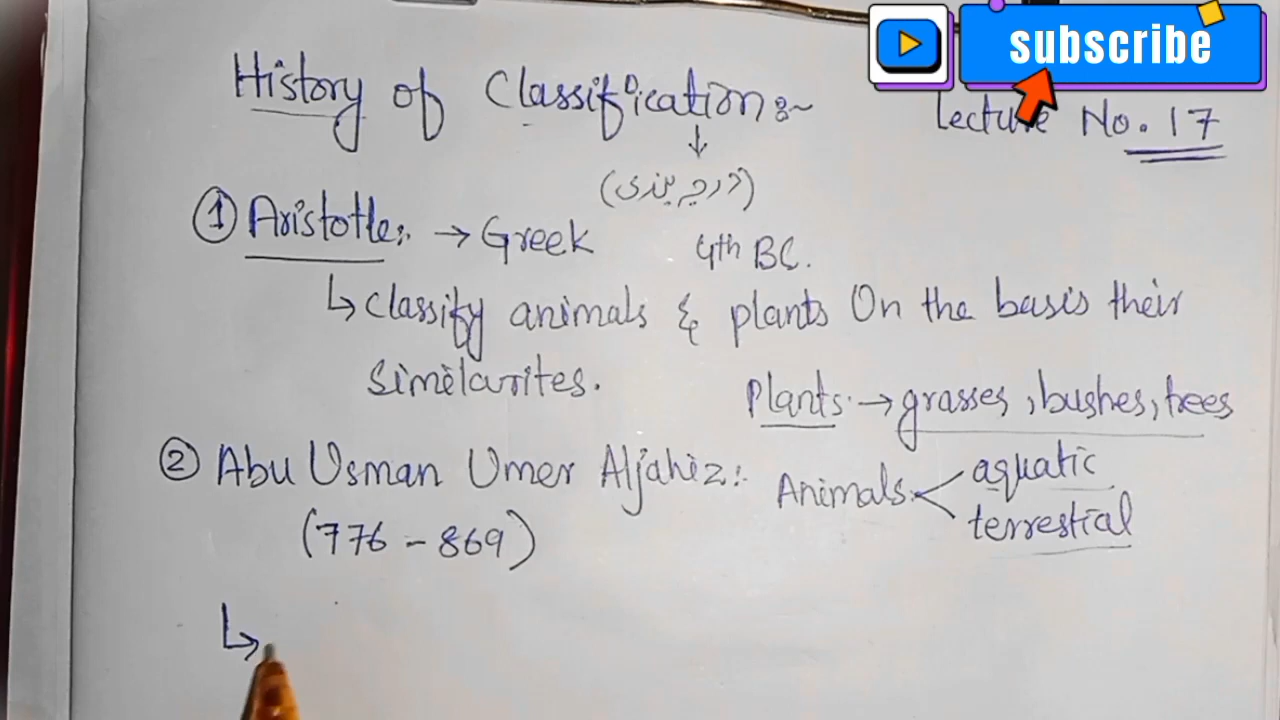 subscribe
History of Classification:~
Lecture No. 17
(درجہ بندی)
① Aristotle:. → Greek 4th BC.
↳ Classify animals & plants On the basis their
similarites.
Plants → grasses, bushes, trees
② Abu Usman Umer Aljahiz:.
Animals: aquatic
terrestial
(776 - 869)
↳